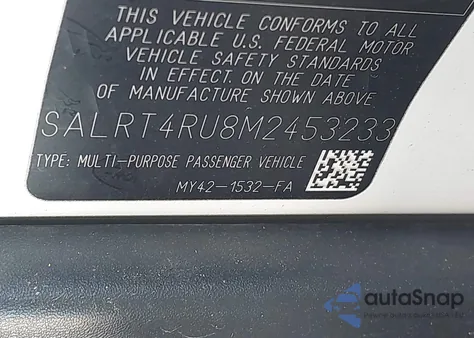 THIS VEHICLE CONFORMS TO ALL
APPLICABLE U.S. FEDERAL MOTOR
VEHICLE SAFETY STANDARDS
IN EFFECT ON THE DATE
OF MANUFACTURE SHOWN ABOVE
SALRT4RU8M2453233
TYPE: MULTI-PURPOSE PASSENGER VEHICLE
MY42-1532-FA
autoSnap